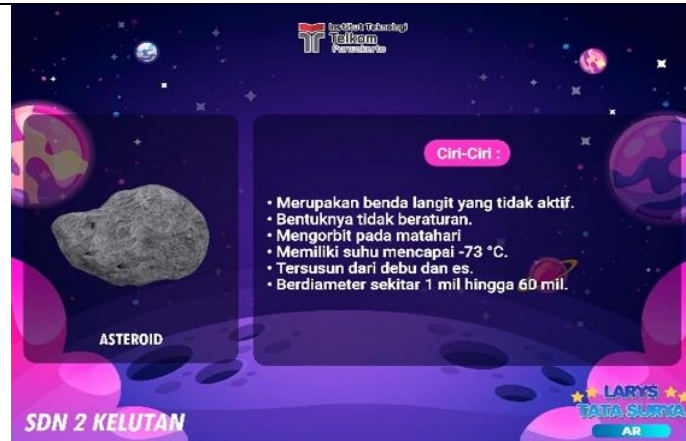 Institut Teknologi
Telkom
Purwokerto
Ciri-Ciri :
• Merupakan benda langit yang tidak aktif.
• Bentuknya tidak beraturan.
• Mengorbit pada matahari
• Memiliki suhu mencapai -73 °C.
• Tersusun dari debu dan es.
• Berdiameter sekitar 1 mil hingga 60 mil.
ASTEROID
SDN 2 KELUTAN
LARYS
TATA SURYA
AR